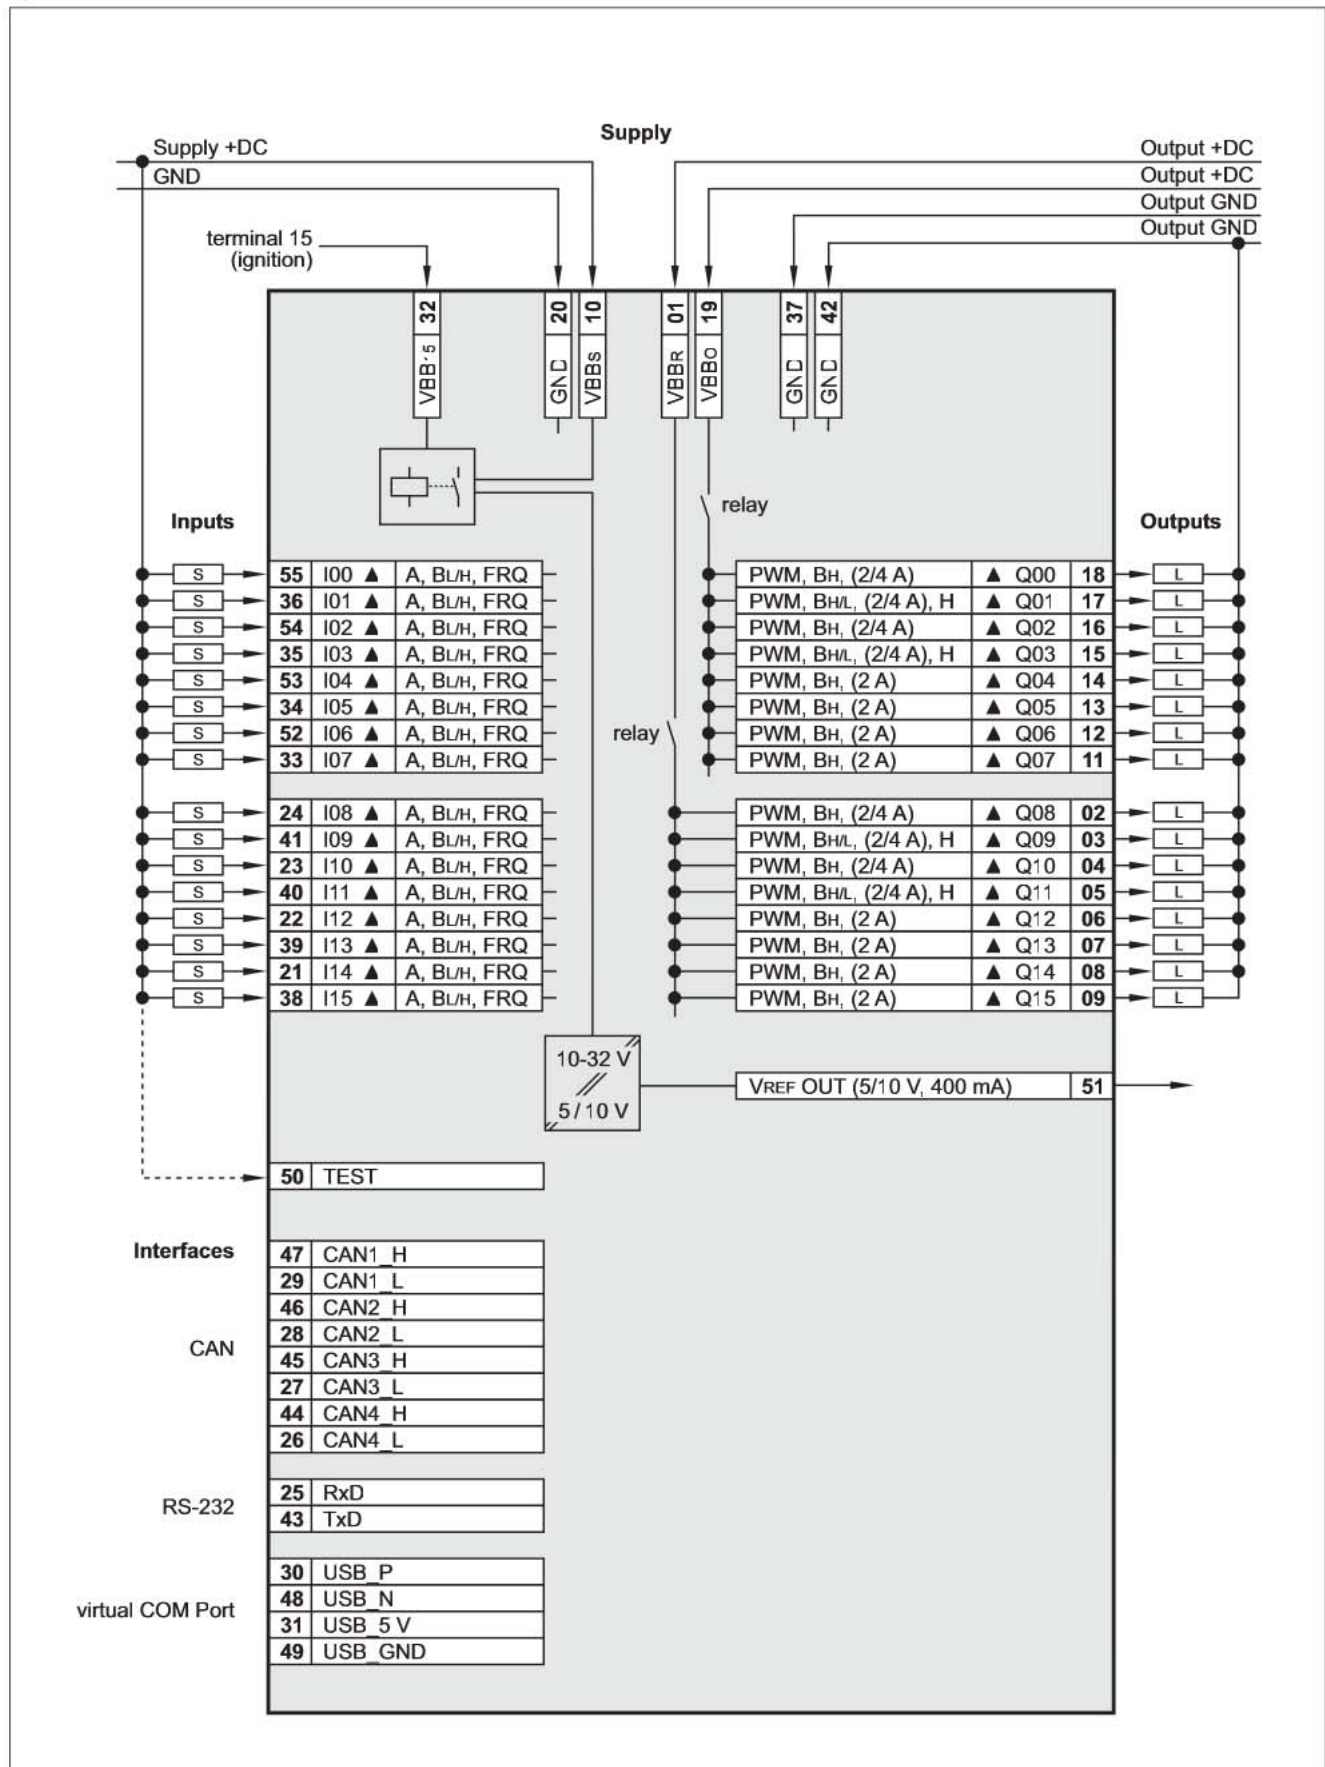 Supply
Supply +DC
GND
Output +DC
Output +DC
Output GND
Output GND
terminal 15
(ignition)
32 VBB15
20 GND
10 VBBS
01 VBBR
19 VBBO
37 GND
42 GND
relay
relay
Inputs
S 55 I00 ▲ A, BL/H, FRQ
S 36 I01 ▲ A, BL/H, FRQ
S 54 I02 ▲ A, BL/H, FRQ
S 35 I03 ▲ A, BL/H, FRQ
S 53 I04 ▲ A, BL/H, FRQ
S 34 I05 ▲ A, BL/H, FRQ
S 52 I06 ▲ A, BL/H, FRQ
S 33 I07 ▲ A, BL/H, FRQ
S 24 I08 ▲ A, BL/H, FRQ
S 41 I09 ▲ A, BL/H, FRQ
S 23 I10 ▲ A, BL/H, FRQ
S 40 I11 ▲ A, BL/H, FRQ
S 22 I12 ▲ A, BL/H, FRQ
S 39 I13 ▲ A, BL/H, FRQ
S 21 I14 ▲ A, BL/H, FRQ
S 38 I15 ▲ A, BL/H, FRQ
Outputs
PWM, BH, (2/4 A) ▲ Q00 18 L
PWM, BH/L, (2/4 A), H ▲ Q01 17 L
PWM, BH, (2/4 A) ▲ Q02 16 L
PWM, BH/L, (2/4 A), H ▲ Q03 15 L
PWM, BH, (2 A) ▲ Q04 14 L
PWM, BH, (2 A) ▲ Q05 13 L
PWM, BH, (2 A) ▲ Q06 12 L
PWM, BH, (2 A) ▲ Q07 11 L
PWM, BH, (2/4 A) ▲ Q08 02 L
PWM, BH/L, (2/4 A), H ▲ Q09 03 L
PWM, BH, (2/4 A) ▲ Q10 04 L
PWM, BH/L, (2/4 A), H ▲ Q11 05 L
PWM, BH, (2 A) ▲ Q12 06 L
PWM, BH, (2 A) ▲ Q13 07 L
PWM, BH, (2 A) ▲ Q14 08 L
PWM, BH, (2 A) ▲ Q15 09 L
10-32 V
//
5 / 10 V
VREF OUT (5/10 V, 400 mA) 51
50 TEST
Interfaces
CAN
47 CAN1_H
29 CAN1_L
46 CAN2_H
28 CAN2_L
45 CAN3_H
27 CAN3_L
44 CAN4_H
26 CAN4_L
RS-232
25 RxD
43 TxD
virtual COM Port
30 USB_P
48 USB_N
31 USB_5 V
49 USB_GND